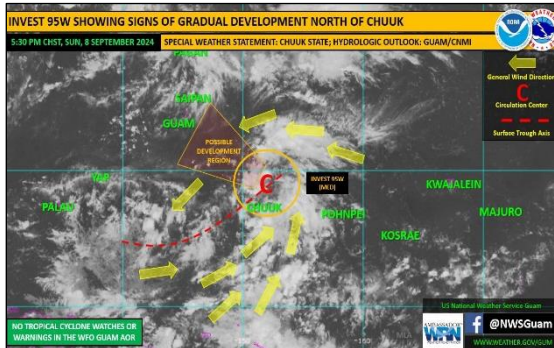 INVEST 95W SHOWING SIGNS OF GRADUAL DEVELOPMENT NORTH OF CHUUK
5:30 PM CHST, SUN, 8 SEPTEMBER 2024
SPECIAL WEATHER STATEMENT: CHUUK STATE; HYDROLOGIC OUTLOOK: GUAM/CNMI
General Wind Direction
C
Circulation Center
Surface Trough Axis
PAGAN
SAIPAN
GUAM
POSSIBLE
DEVELOPMENT
REGION
INVEST 95W
(MED)
C
YAP
PALAU
CHUUK
POHNPEI
KOSRAE
KWAJALEIN
MAJURO
NO TROPICAL CYCLONE WATCHES OR
WARNINGS IN THE WFO GUAM AOR
US National Weather Service Guam
@NWSGuam
WWW.WEATHER.GOV/GUM
AMBASSADOR
WRN